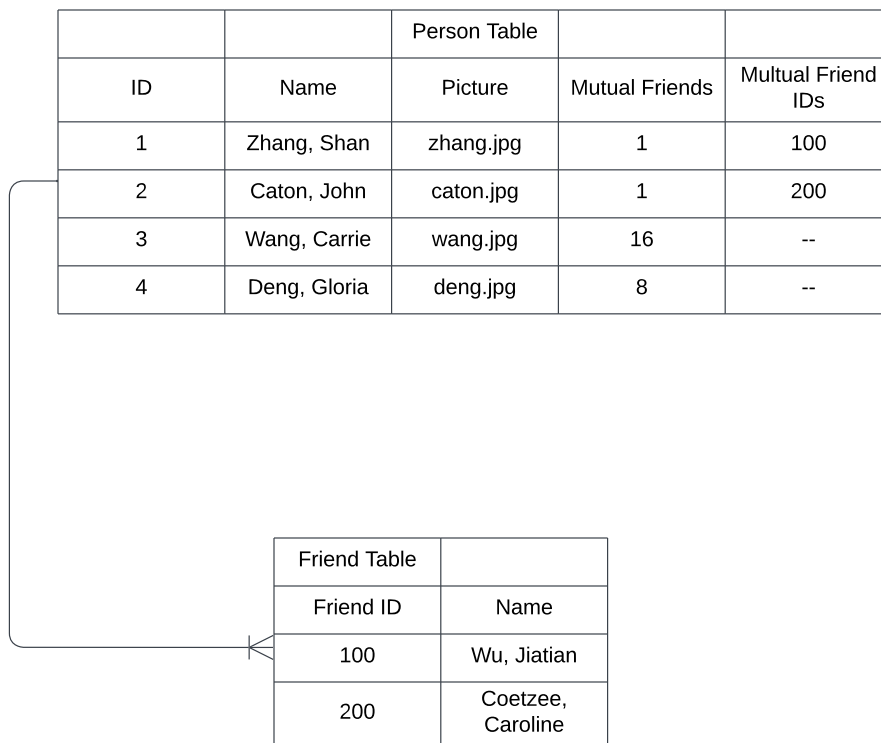 Person Table
ID Name Picture Mutual Friends Multual Friend
IDs
1 Zhang, Shan zhang.jpg 1 100
2 Caton, John caton.jpg 1 200
3 Wang, Carrie wang.jpg 16 --
4 Deng, Gloria deng.jpg 8 --
Friend Table
Friend ID Name
100 Wu, Jiatian
200 Coetzee,
Caroline